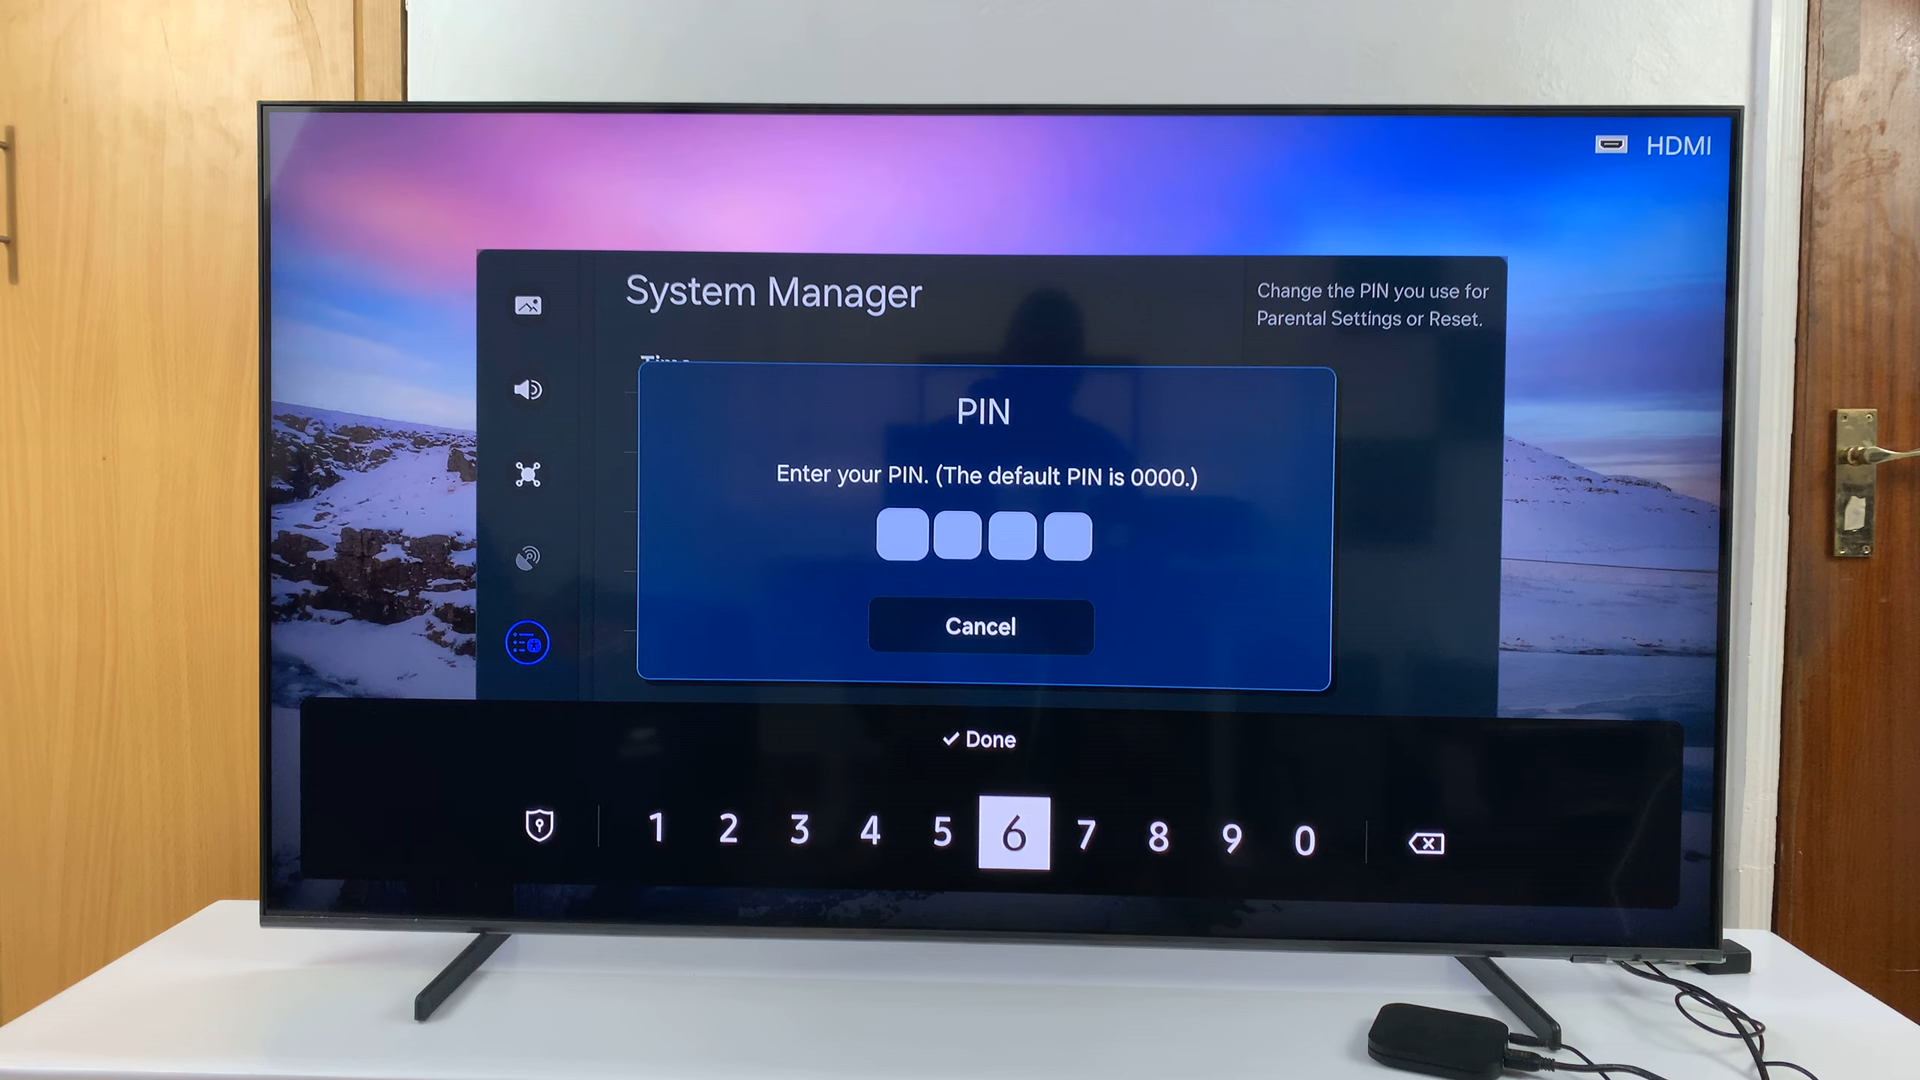 HDMI
System Manager
Change the PIN you use for
Parental Settings or Reset.
Time
PIN
Enter your PIN. (The default PIN is 0000.)
Cancel
✓ Done
1 2 3 4 5 6 7 8 9 0